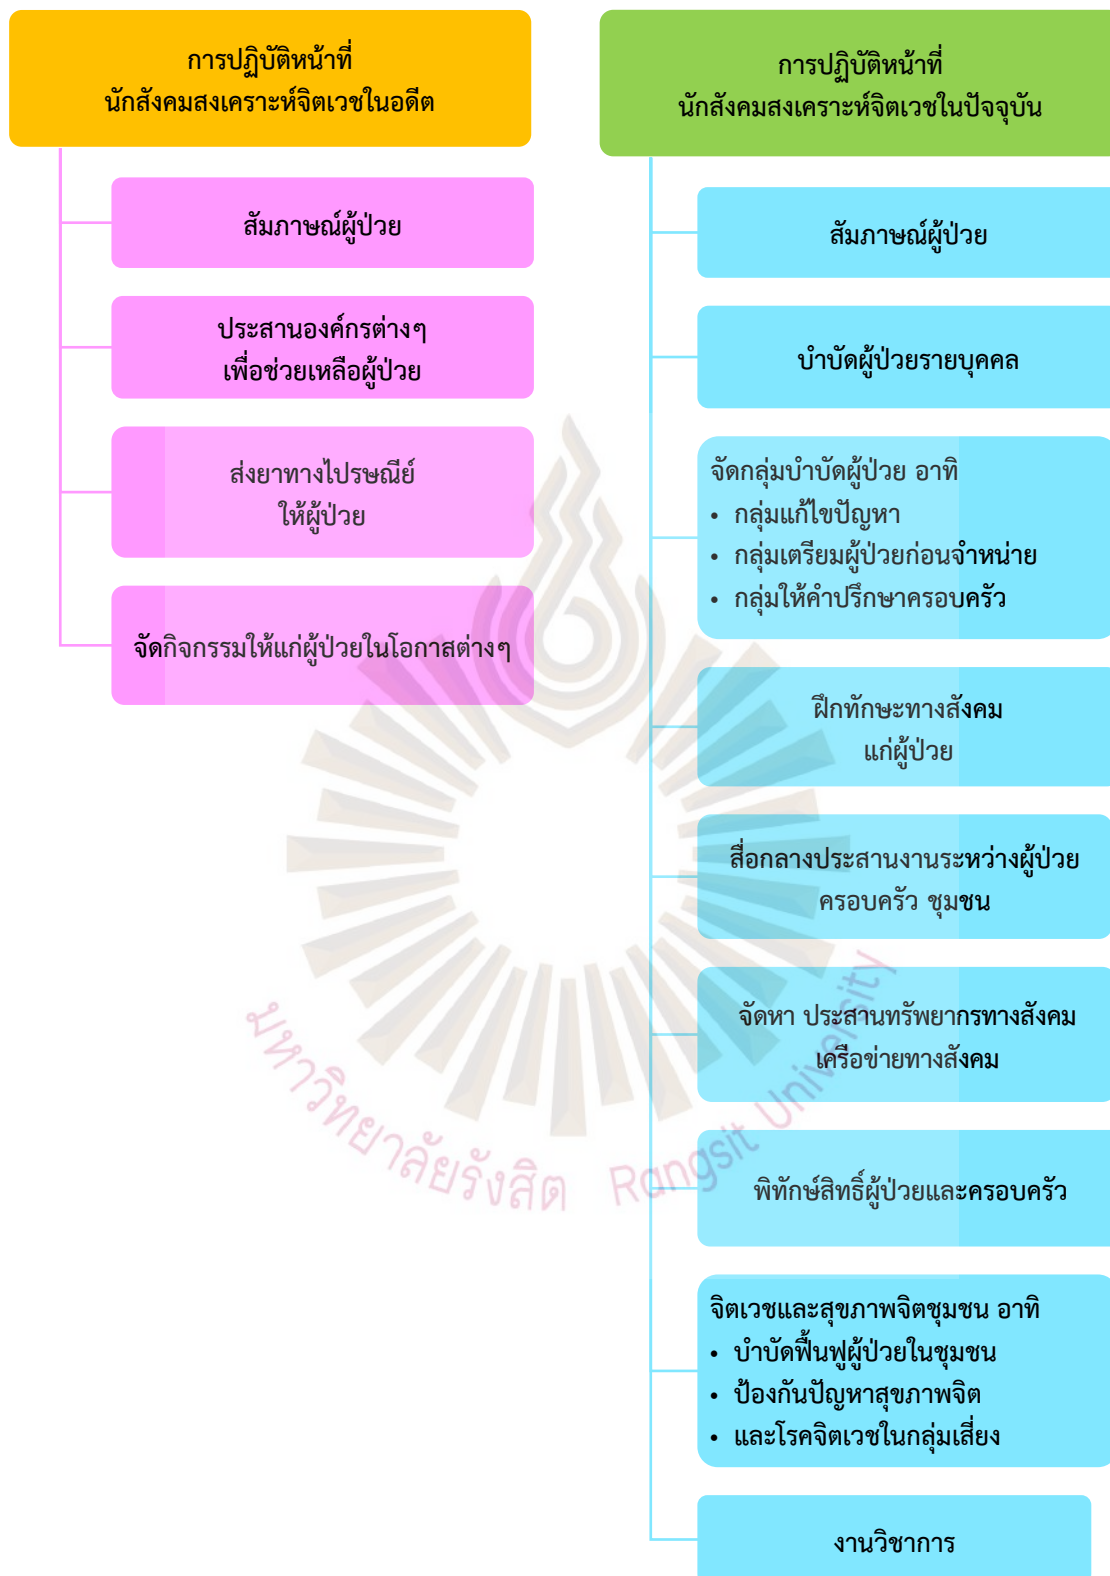 การปฏิบัติหน้าที่
นักสังคมสงเคราะห์จิตเวชในอดีต
สัมภาษณ์ผู้ป่วย
ประสานองค์กรต่างๆ
เพื่อช่วยเหลือผู้ป่วย
ส่งยาทางไปรษณีย์
ให้ผู้ป่วย
จัดกิจกรรมให้แก่ผู้ป่วยในโอกาสต่างๆ
การปฏิบัติหน้าที่
นักสังคมสงเคราะห์จิตเวชในปัจจุบัน
สัมภาษณ์ผู้ป่วย
บำบัดผู้ป่วยรายบุคคล
จัดกลุ่มบำบัดผู้ป่วย อาทิ
• กลุ่มแก้ไขปัญหา
• กลุ่มเตรียมผู้ป่วยก่อนจำหน่าย
• กลุ่มให้คำปรึกษาครอบครัว
ฝึกทักษะทางสังคม
แก่ผู้ป่วย
สื่อกลางประสานงานระหว่างผู้ป่วย
ครอบครัว ชุมชน
จัดหา ประสานทรัพยากรทางสังคม
เครือข่ายทางสังคม
พิทักษ์สิทธิ์ผู้ป่วยและครอบครัว
จิตเวชและสุขภาพจิตชุมชน อาทิ
• บำบัดฟื้นฟูผู้ป่วยในชุมชน
• ป้องกันปัญหาสุขภาพจิต
• และโรคจิตเวชในกลุ่มเสี่ยง
งานวิชาการ
มหาวิทยาลัยรังสิต Rangsit University